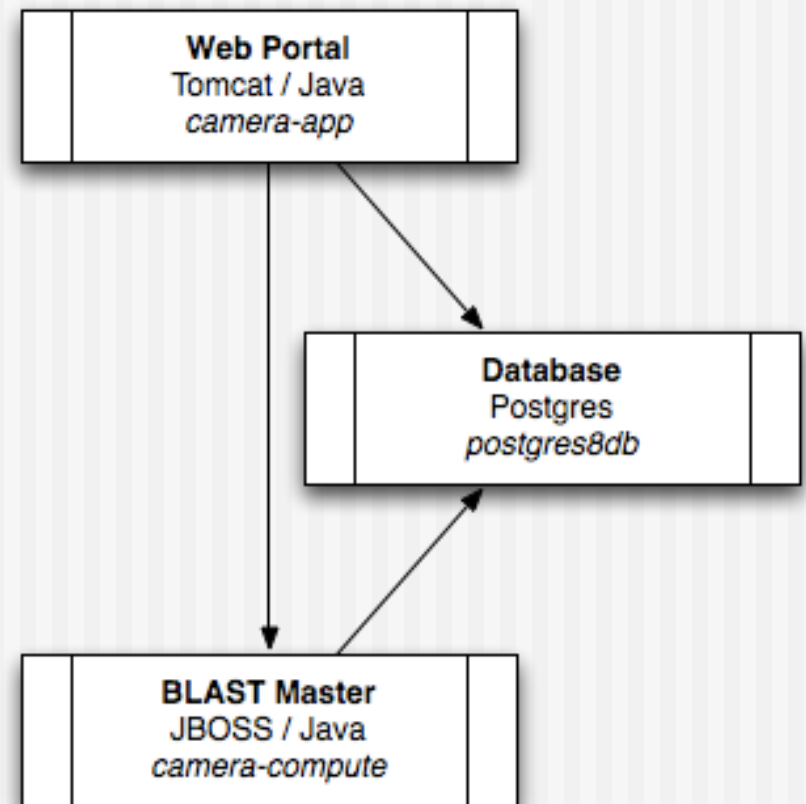 Web Portal
Tomcat / Java
camera-app
Database
Postgres
postgres8db
BLAST Master
JBOSS / Java
camera-compute